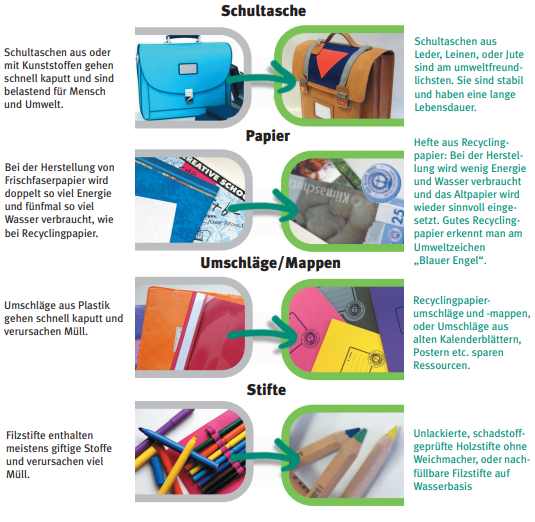 Schultasche
Schultaschen aus oder
mit Kunststoffen gehen
schnell kaputt und sind
belastend für Mensch
und Umwelt.
Schultaschen aus
Leder, Leinen, oder Jute
sind am umweltfreund-
lichsten. Sie sind stabil
und haben eine lange
Lebensdauer.
Papier
Bei der Herstellung von
Frischfaserpapier wird
doppelt so viel Energie
und fünfmal so viel
Wasser verbraucht, wie
bei Recyclingpapier.
Klimaschutz
25
Hefte aus Recycling-
papier: Bei der Herstel-
lung wird wenig Energie
und Wasser verbraucht
und das Altpapier wird
wieder sinnvoll einge-
setzt. Gutes Recycling-
papier erkennt man am
Umweltzeichen
„Blauer Engel“.
Umschläge/Mappen
Umschläge aus Plastik
gehen schnell kaputt und
verursachen Müll.
Recyclingpapier-
umschläge und -mappen,
oder Umschläge aus
alten Kalenderblättern,
Postern etc. sparen
Ressourcen.
Stifte
Filzstifte enthalten
meistens giftige Stoffe
und verursachen viel
Müll.
Unlackierte, schadstoff-
geprüfte Holzstifte ohne
Weichmacher, oder nach-
füllbare Filzstifte auf
Wasserbasis